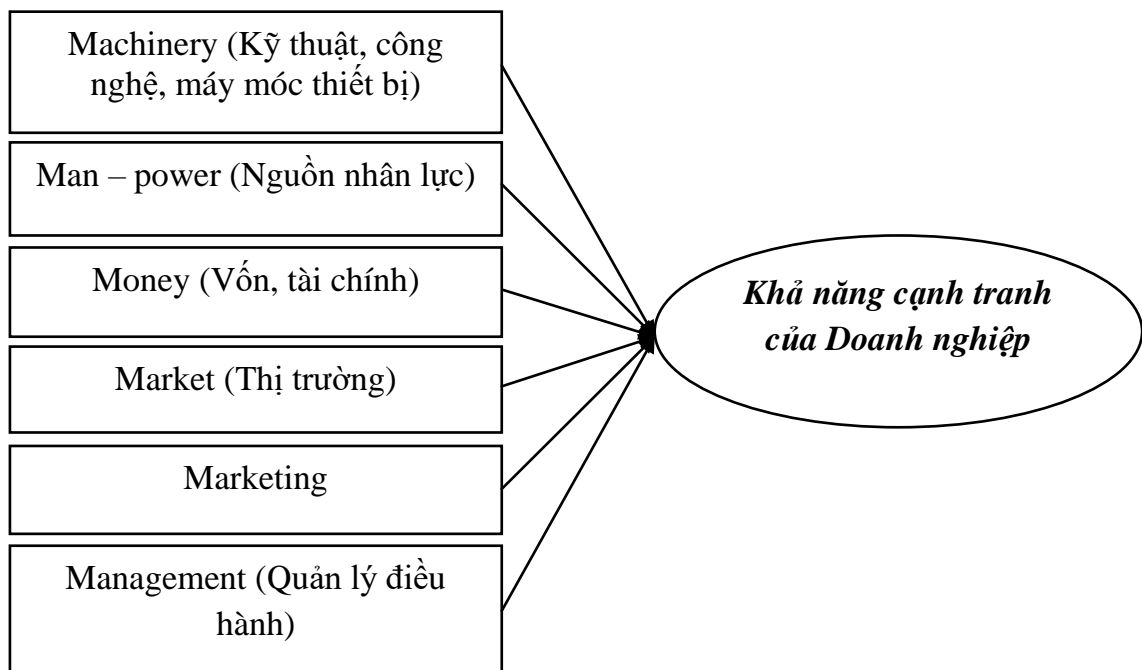 Machinery (Kỹ thuật, công
nghệ, máy móc thiết bị)
Man – power (Nguồn nhân lực)
Money (Vốn, tài chính)
Market (Thị trường)
Marketing
Management (Quản lý điều
hành)
Khả năng cạnh tranh
của Doanh nghiệp